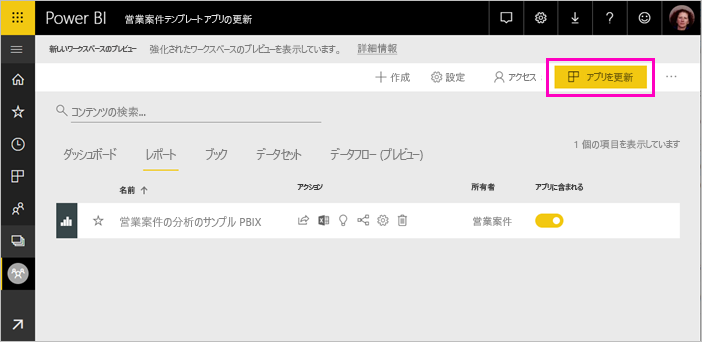 Power BI 営業案件テンプレート アプリの更新
新しいワークスペースのプレビュー 強化されたワークスペースのプレビューを表示しています。 詳細情報
作成 設定 アクセス アプリを更新
コンテンツの検索...
1 個の項目を表示しています
ダッシュボード レポート ブック データセット データフロー (プレビュー)
名前 アクション 所有者 アプリに含まれる
営業案件の分析のサンプル PBIX 営業案件